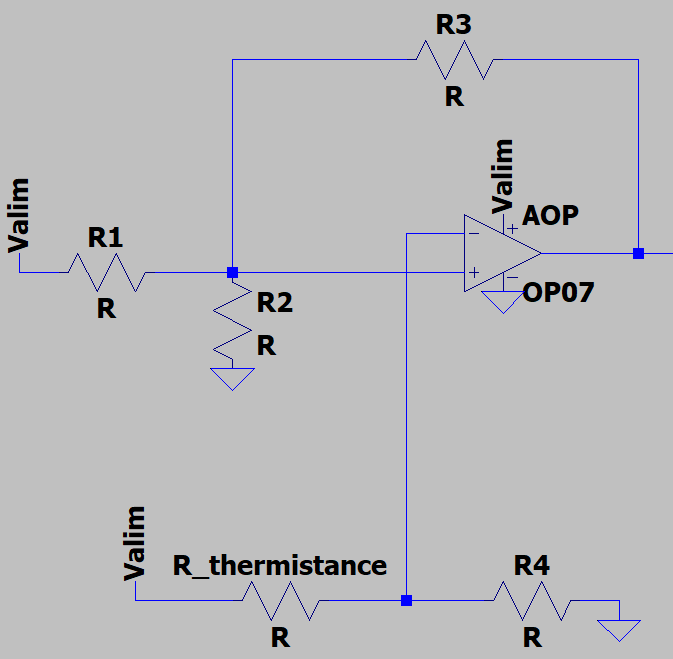 R3
R
Valim
AOP
Valim
R1
R
−
+
+
−
OP07
R2
R
Valim
R_thermistance
R
R4
R